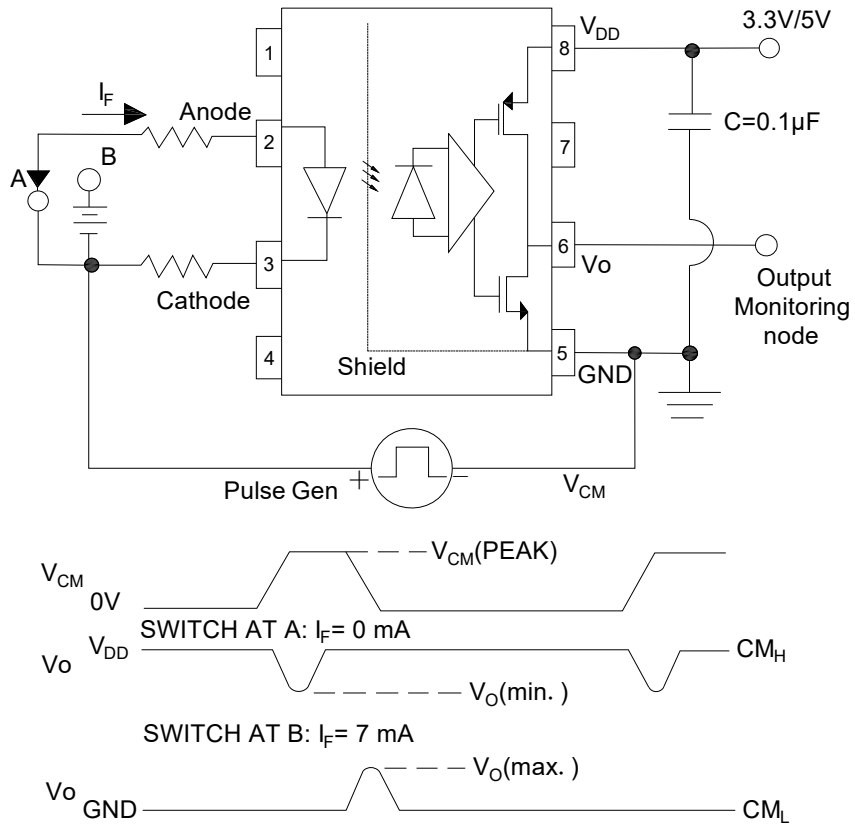 1
2
3
4
8
7
6
5
V_DD
3.3V/5V
I_F
Anode
C=0.1µF
A
B
Vo
Cathode
Output
Monitoring
node
Shield
GND
Pulse Gen
+
−
V_CM
V_CM
0V
V_CM(PEAK)
SWITCH AT A: I_F= 0 mA
Vo
V_DD
CM_H
V_O(min. )
SWITCH AT B: I_F= 7 mA
V_O(max. )
Vo
GND
CM_L